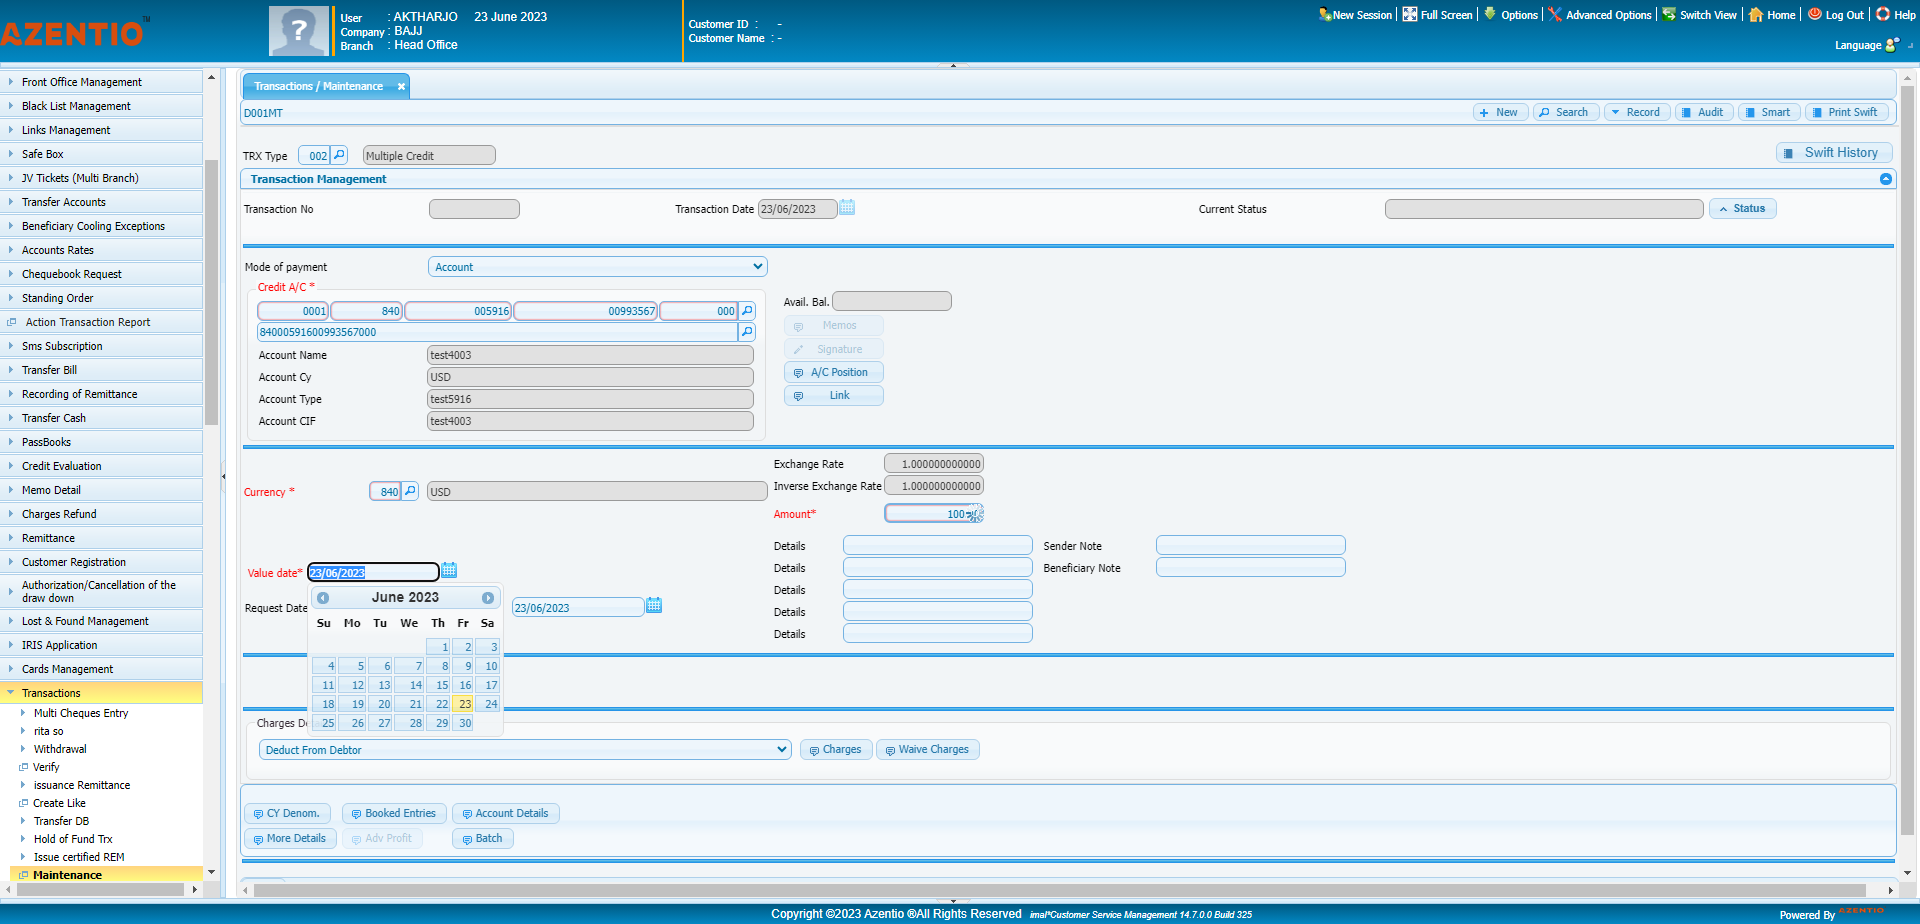 AZENTIO™
User : AKTHARJO 23 June 2023
Company : BAJJ
Branch : Head Office
Customer ID : -
Customer Name : -
New Session Full Screen Options Advanced Options Switch View Home Log Out Help
Language
Front Office Management
Black List Management
Links Management
Safe Box
JV Tickets (Multi Branch)
Transfer Accounts
Beneficiary Cooling Exceptions
Accounts Rates
Chequebook Request
Standing Order
Action Transaction Report
Sms Subscription
Transfer Bill
Recording of Remittance
Transfer Cash
PassBooks
Credit Evaluation
Memo Detail
Charges Refund
Remittance
Customer Registration
Authorization/Cancellation of the
draw down
Lost & Found Management
IRIS Application
Cards Management
Transactions
Multi Cheques Entry
rita so
Withdrawal
Verify
issuance Remittance
Create Like
Transfer DB
Hold of Fund Trx
Issue certified REM
Maintenance
Transactions / Maintenance
D001MT
New Search Record Audit Smart Print Swift
TRX Type 002 Multiple Credit
Swift History
Transaction Management
Transaction No Transaction Date 23/06/2023 Current Status Status
Mode of payment Account
Credit A/C *
0001 840 005916 00993567 000
84000591600993567000
Account Name test4003
Account Cy USD
Account Type test5916
Account CIF test4003
Avail. Bal.
Memos
Signature
A/C Position
Link
Exchange Rate 1.000000000000
Inverse Exchange Rate 1.000000000000
Currency * 840 USD
Amount* 100
Details Sender Note
Details Beneficiary Note
Details
Details
Details
Value date* 23/06/2023
Request Date 23/06/2023
June 2023
Su Mo Tu We Th Fr Sa
1 2 3
4 5 6 7 8 9 10
11 12 13 14 15 16 17
18 19 20 21 22 23 24
25 26 27 28 29 30
Charges De
Deduct From Debtor Charges Waive Charges
CY Denom. Booked Entries Account Details
More Details Adv Profit Batch
Copyright ©2023 Azentio ®All Rights Reserved imal*Customer Service Management 14.7.0.0 Build 325
Powered By AZENTIO